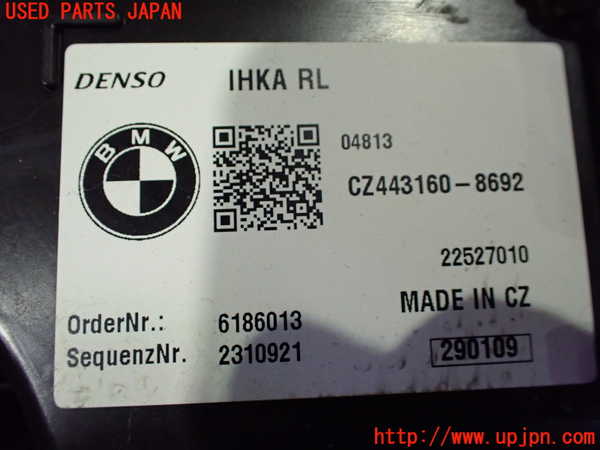 USED PARTS JAPAN
DENSO IHKA RL
BMW
04813
CZ443160-8692
22527010
MADE IN CZ
OrderNr.: 6186013
SequenzNr. 2310921
290109
http://www.upjpn.com/